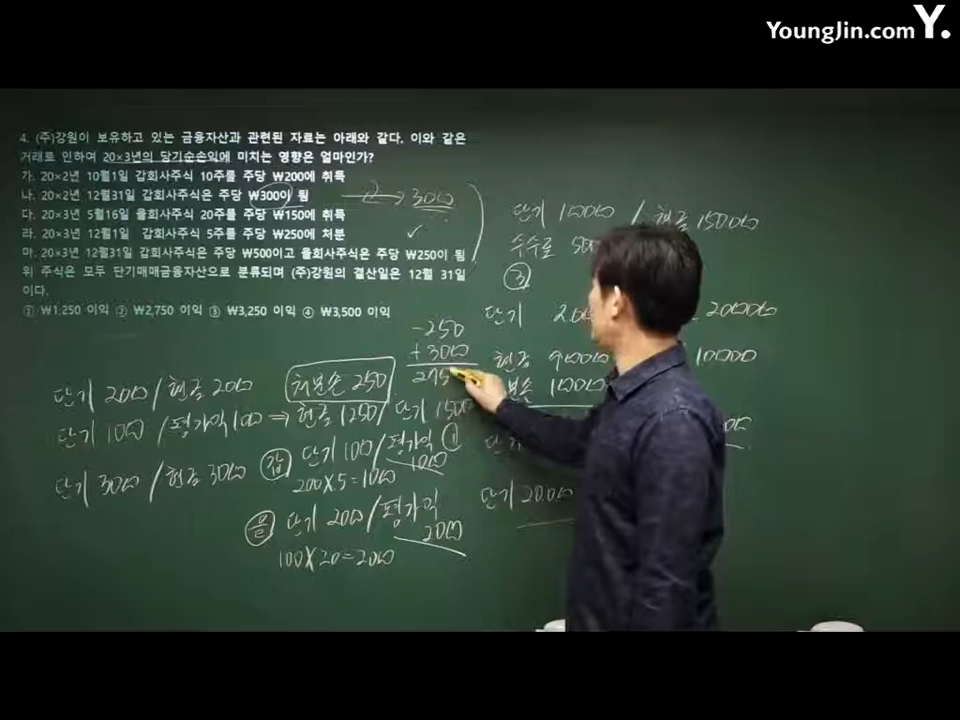 YoungJin.com Y.
4. (주)강원이 보유하고 있는 금융자산과 관련된 자료는 아래와 같다. 이와 같은
거래로 인하여 20×3년의 당기순손익에 미치는 영향은 얼마인가?
가. 20×2년 10월1일 갑회사주식 10주를 주당 ₩200에 취득
나. 20×2년 12월31일 갑회사주식은 주당 ₩300이 됨
다. 20×3년 5월16일 을회사주식 20주를 주당 ₩150에 취득
라. 20×3년 12월1일 갑회사주식 5주를 주당 ₩250에 처분
마. 20×3년 12월31일 갑회사주식은 주당 ₩500이고 을회사주식은 주당 ₩250이 됨
위 주식은 모두 단기매매금융자산으로 분류되며 (주)강원의 결산일은 12월 31일
이다.
① ₩1,250 이익 ② ₩2,750 이익 ③ ₩3,250 이익 ④ ₩3,500 이익
3000
단기 10000 / 현금 15000
수수료
③
단기
20000
현금 9000
10000
1000
-250
+3000
처분손 250
단기 2000 / 현금 2000
단기 1000 / 평가익 1000 ⇒ 현금 1250 / 단기
단기 3000 / 현금 3000
갑 단기 1000 / 평가익 ①
1000
200×5=1000
을 단기 2000 / 평가익
2000
100×20=2000
단기 20000